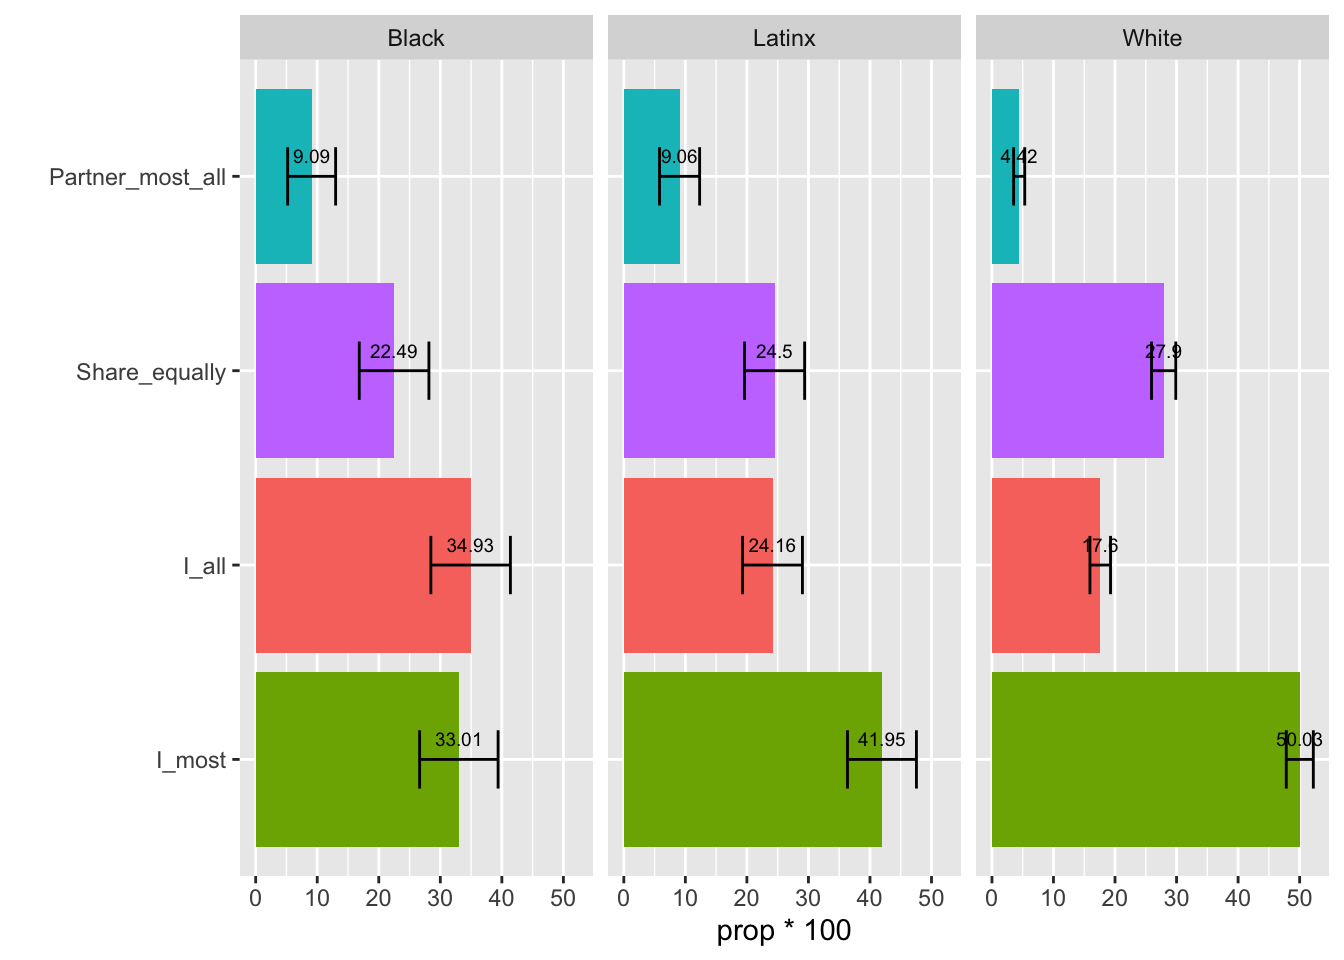 Black Latinx White
Partner_most_all 9.09 9.06 4.42
Share_equally 22.49 24.5 27.9
I_all 34.93 24.16 17.6
I_most 33.01 41.95 50.03
0 10 20 30 40 50 0 10 20 30 40 50 0 10 20 30 40 50
prop * 100